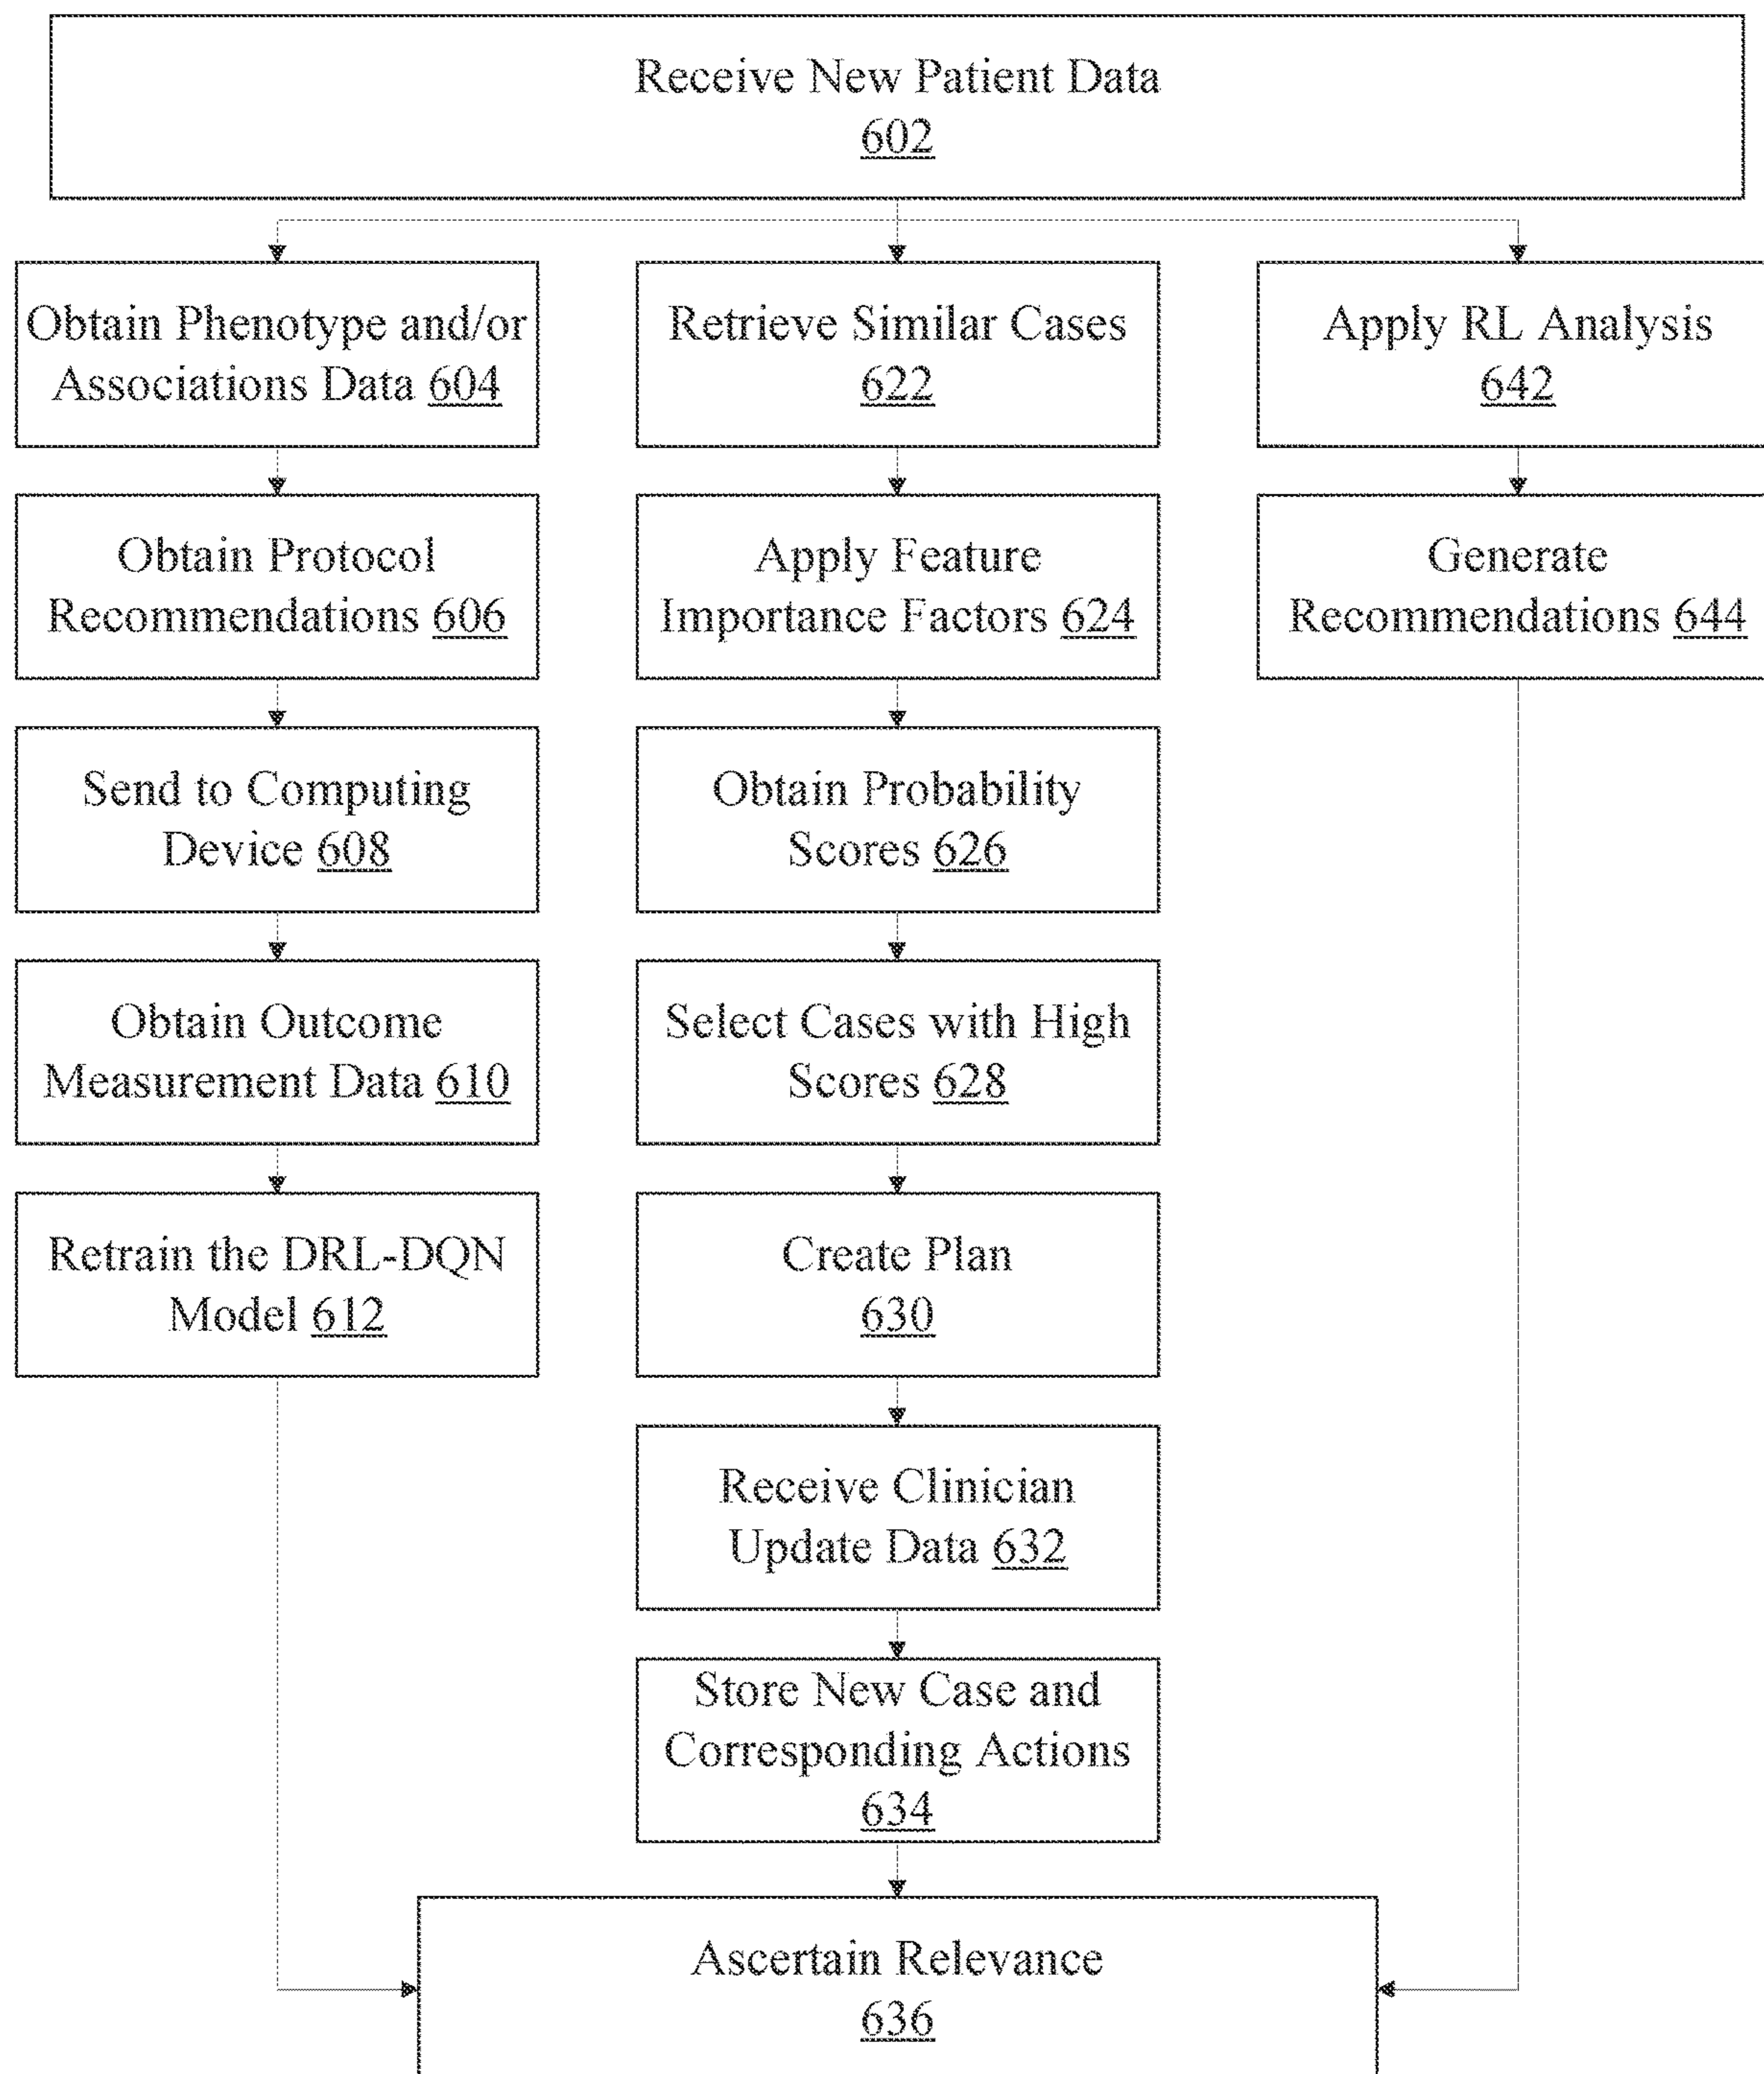 Receive New Patient Data
602
Obtain Phenotype and/or
Associations Data 604
Retrieve Similar Cases
622
Apply RL Analysis
642
Obtain Protocol
Recommendations 606
Apply Feature
Importance Factors 624
Generate
Recommendations 644
Send to Computing
Device 608
Obtain Probability
Scores 626
Obtain Outcome
Measurement Data 610
Select Cases with High
Scores 628
Retrain the DRL-DQN
Model 612
Create Plan
630
Receive Clinician
Update Data 632
Store New Case and
Corresponding Actions
634
Ascertain Relevance
636